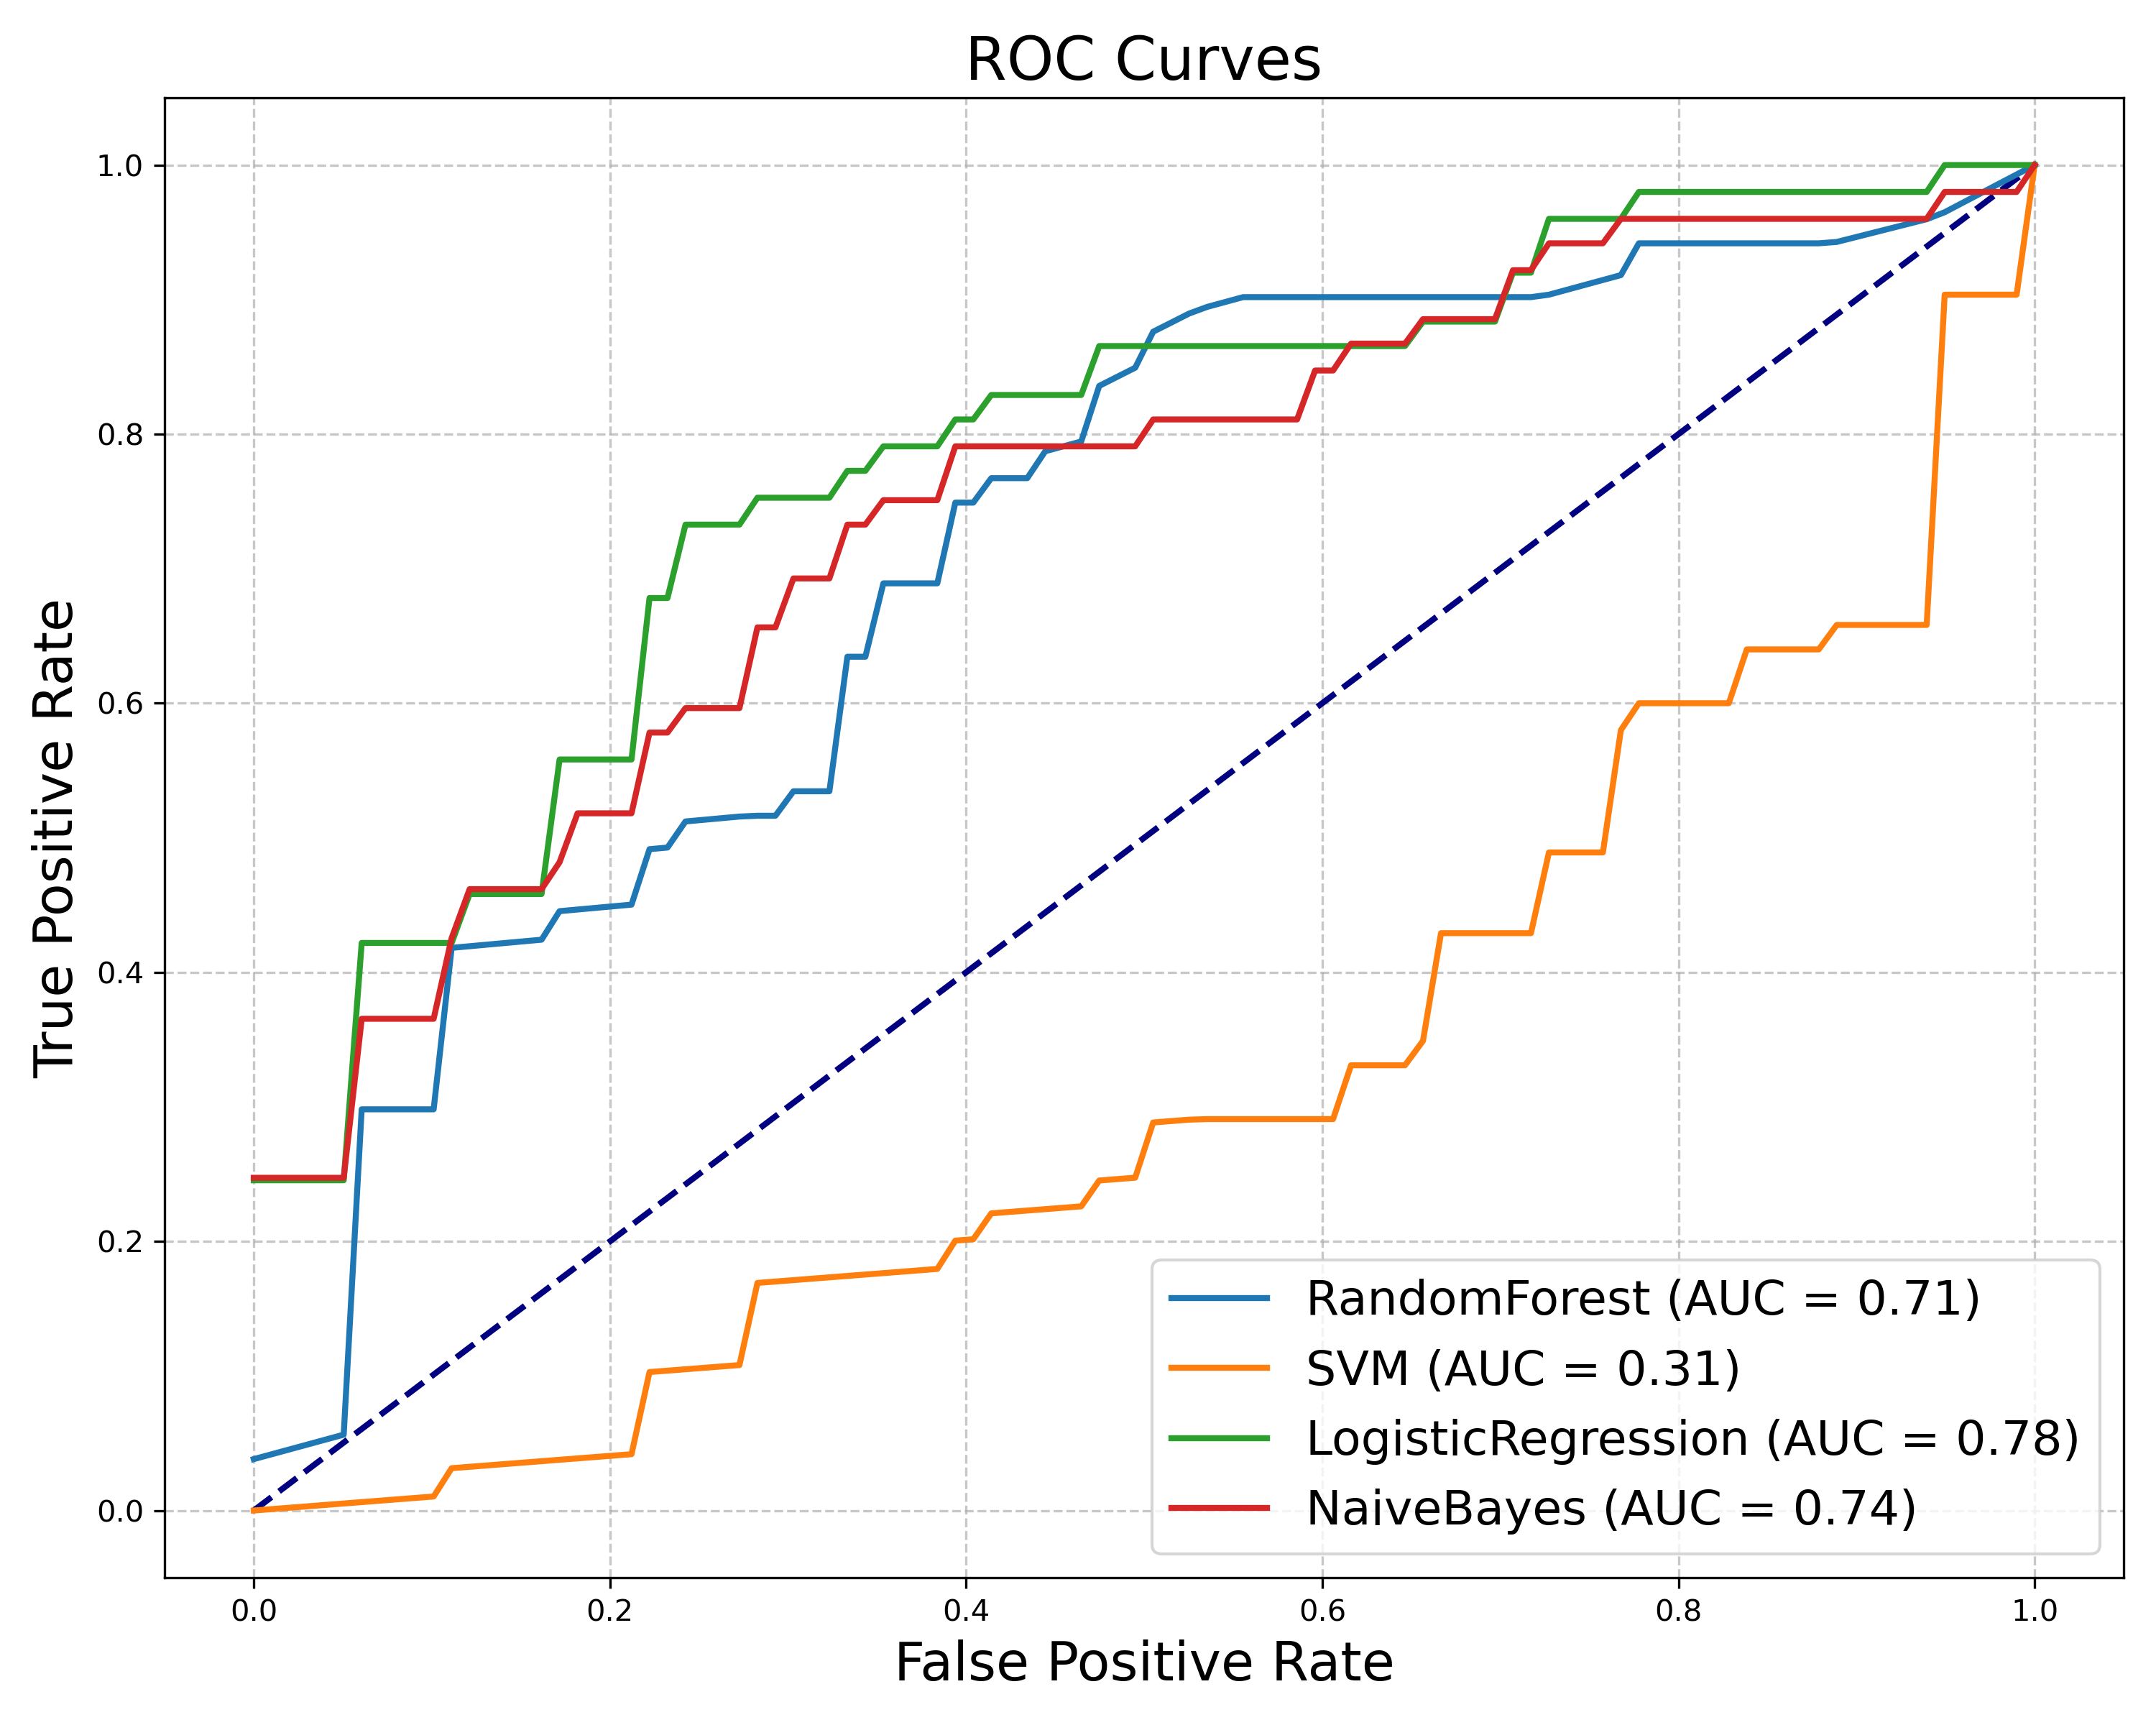 ROC Curves
True Positive Rate
1.0
0.8
0.6
0.4
0.2
0.0
RandomForest (AUC = 0.71)
SVM (AUC = 0.31)
LogisticRegression (AUC = 0.78)
NaiveBayes (AUC = 0.74)
0.0 0.2 0.4 0.6 0.8 1.0
False Positive Rate